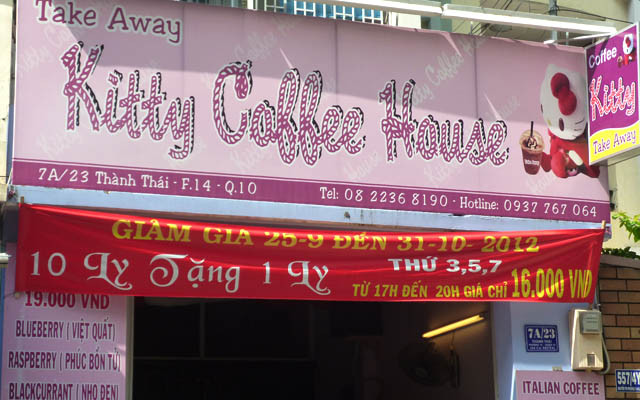 Take Away
Kitty Coffee House
7A/23 Thành Thái - F.14 - Q.10
Tel: 08 2236 8190 - Hotline: 0937 767 064
Coffee
Kitty
Take Away
GIẢM GIÁ 25-9 ĐẾN 31-10- 2012
10 Ly Tặng 1 Ly
THỨ 3,5,7
TỪ 17H ĐẾN 20H GIÁ CHỈ 16.000 VND
19.000 VND
BLUEBERRY ( VIỆT QUẤT)
RASPBERRY ( PHÚC BỒN TỬ)
BLACKCURRANT ( NHO ĐEN)
7A/23
ITALIAN COFFEE